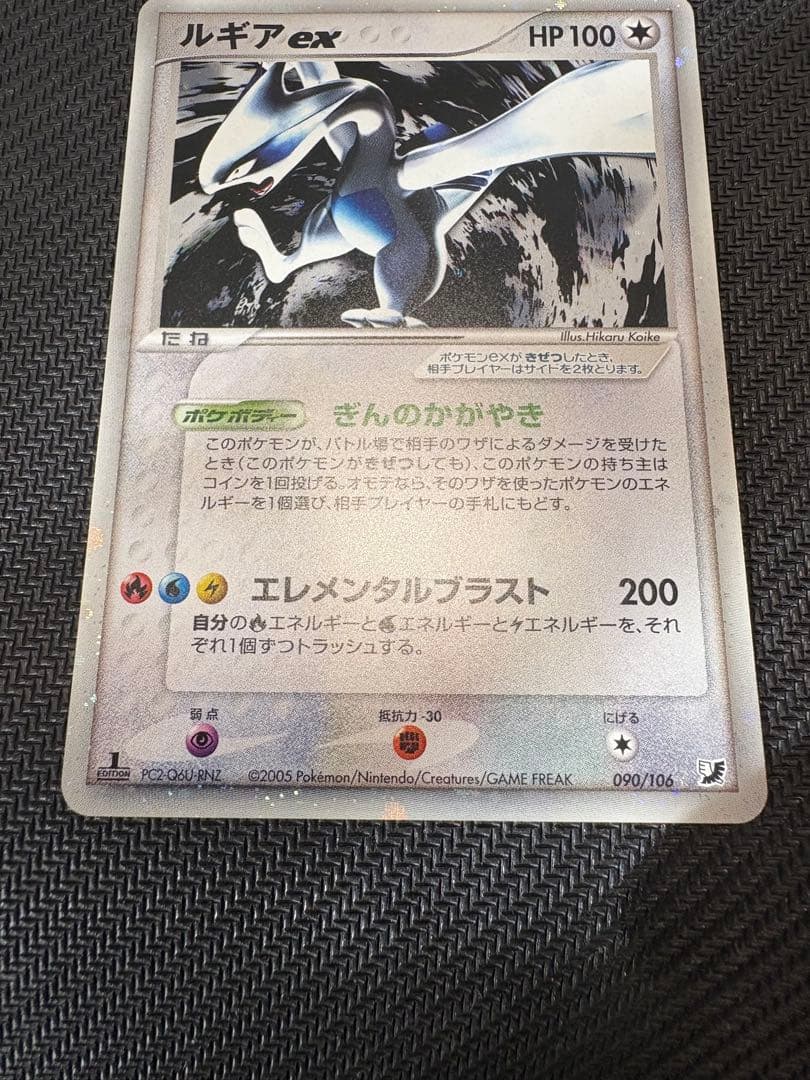 ルギアex HP100
たね
Illus.Hikaru Koike
ポケモンexがきぜつしたとき、
相手プレイヤーはサイドを2枚とります。
ポケボディー ぎんのかがやき
このポケモンが、バトル場で相手のワザによるダメージを受けた
とき(このポケモンがきぜつしても)、このポケモンの持ち主は
コインを1回投げる。オモテなら、そのワザを使ったポケモンのエネ
ルギーを1個選び、相手プレイヤーの手札にもどす。
エレメンタルブラスト 200
自分のエネルギーとエネルギーとエネルギーを、それ
ぞれ1個ずつトラッシュする。
弱点 抵抗力-30 にげる
1 EDITION PC2-Q6U-RNZ ©2005 Pokémon/Nintendo/Creatures/GAME FREAK 090/106